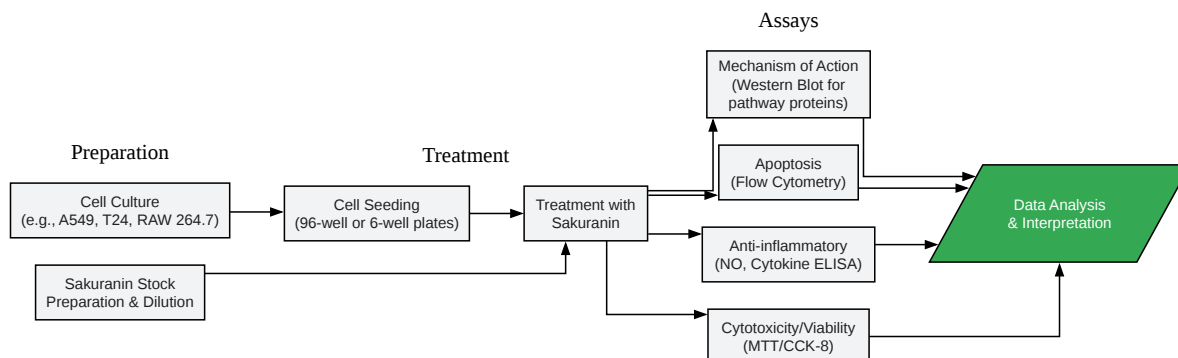 Assays
Mechanism of Action
(Western Blot for
pathway proteins)
Preparation
Treatment
Apoptosis
(Flow Cytometry)
Cell Culture
(e.g., A549, T24, RAW 264.7)
Cell Seeding
(96-well or 6-well plates)
Treatment with
Sakuranin
Data Analysis
& Interpretation
Anti-inflammatory
(NO, Cytokine ELISA)
Sakuranin Stock
Preparation & Dilution
Cytotoxicity/Viability
(MTT/CCK-8)